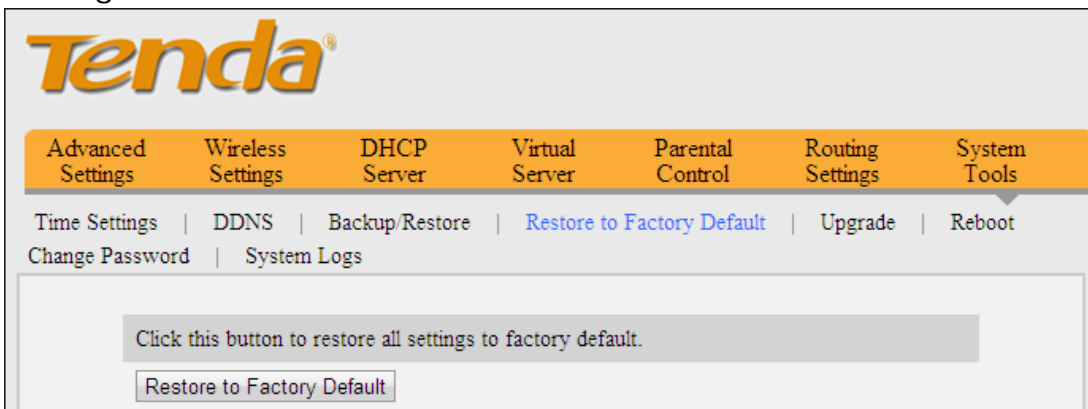 Tenda®
Advanced Settings
Wireless Settings
DHCP Server
Virtual Server
Parental Control
Routing Settings
System Tools
Time Settings | DDNS | Backup/Restore | Restore to Factory Default | Upgrade | Reboot
Change Password | System Logs
Click this button to restore all settings to factory default.
Restore to Factory Default